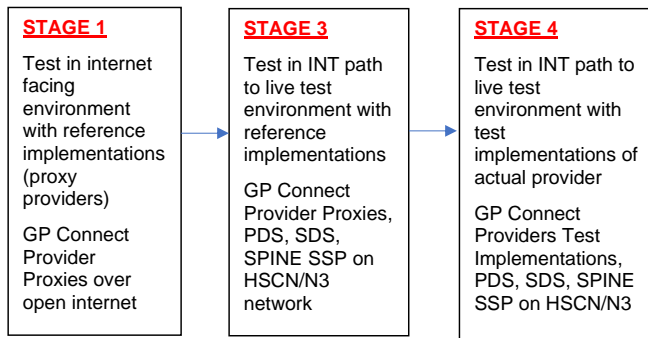 STAGE 1
Test in internet
facing
environment
with reference
implementations
(proxy
providers)
GP Connect
Provider
Proxies over
open internet
STAGE 3
Test in INT path
to live test
environment with
reference
implementations
GP Connect
Provider Proxies,
PDS, SDS,
SPINE SSP on
HSCN/N3
network
STAGE 4
Test in INT path to
live test
environment with
test
implementations of
actual provider
GP Connect
Providers Test
Implementations,
PDS, SDS, SPINE
SSP on HSCN/N3